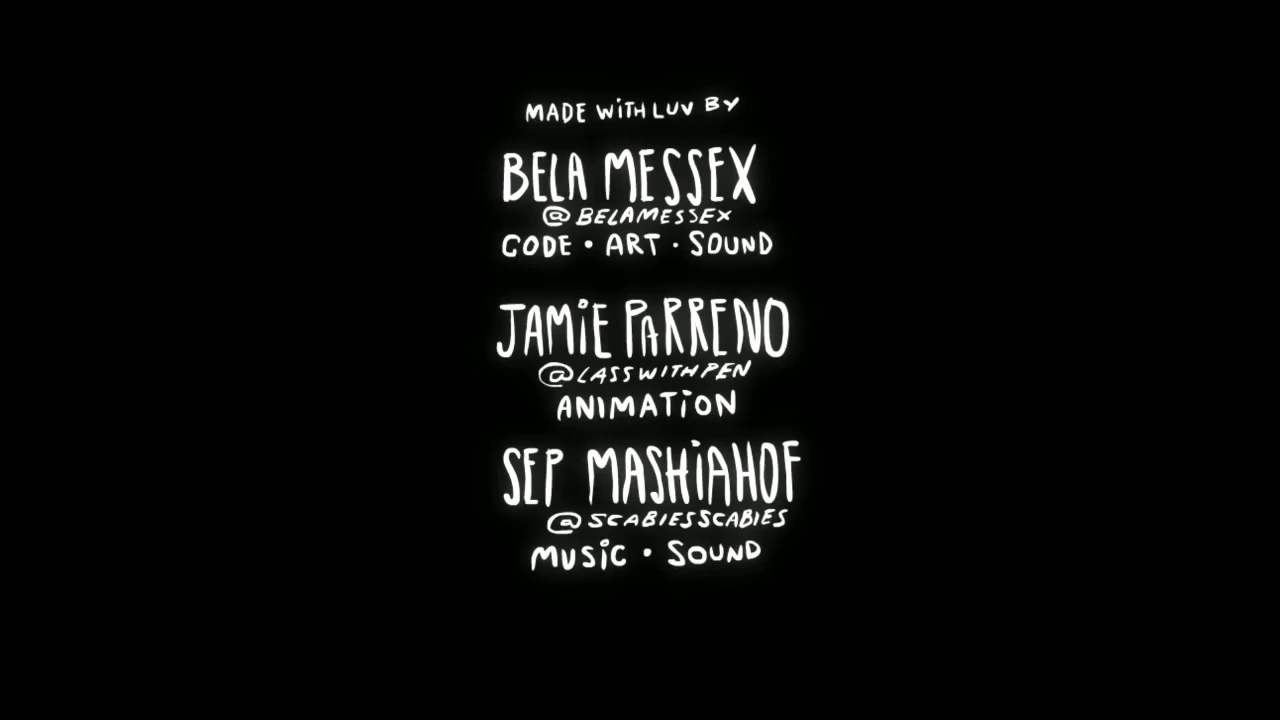 MADE WiTH LUV BY
BELA MESSEX
@BELAMESSEX
CODE • ART • SOUND
JAMiE PARRENO
@LASSWITHPEN
ANIMATiON
SEP MASHiAHOF
@SCABIESSCABIES
MUSiC • SOUND